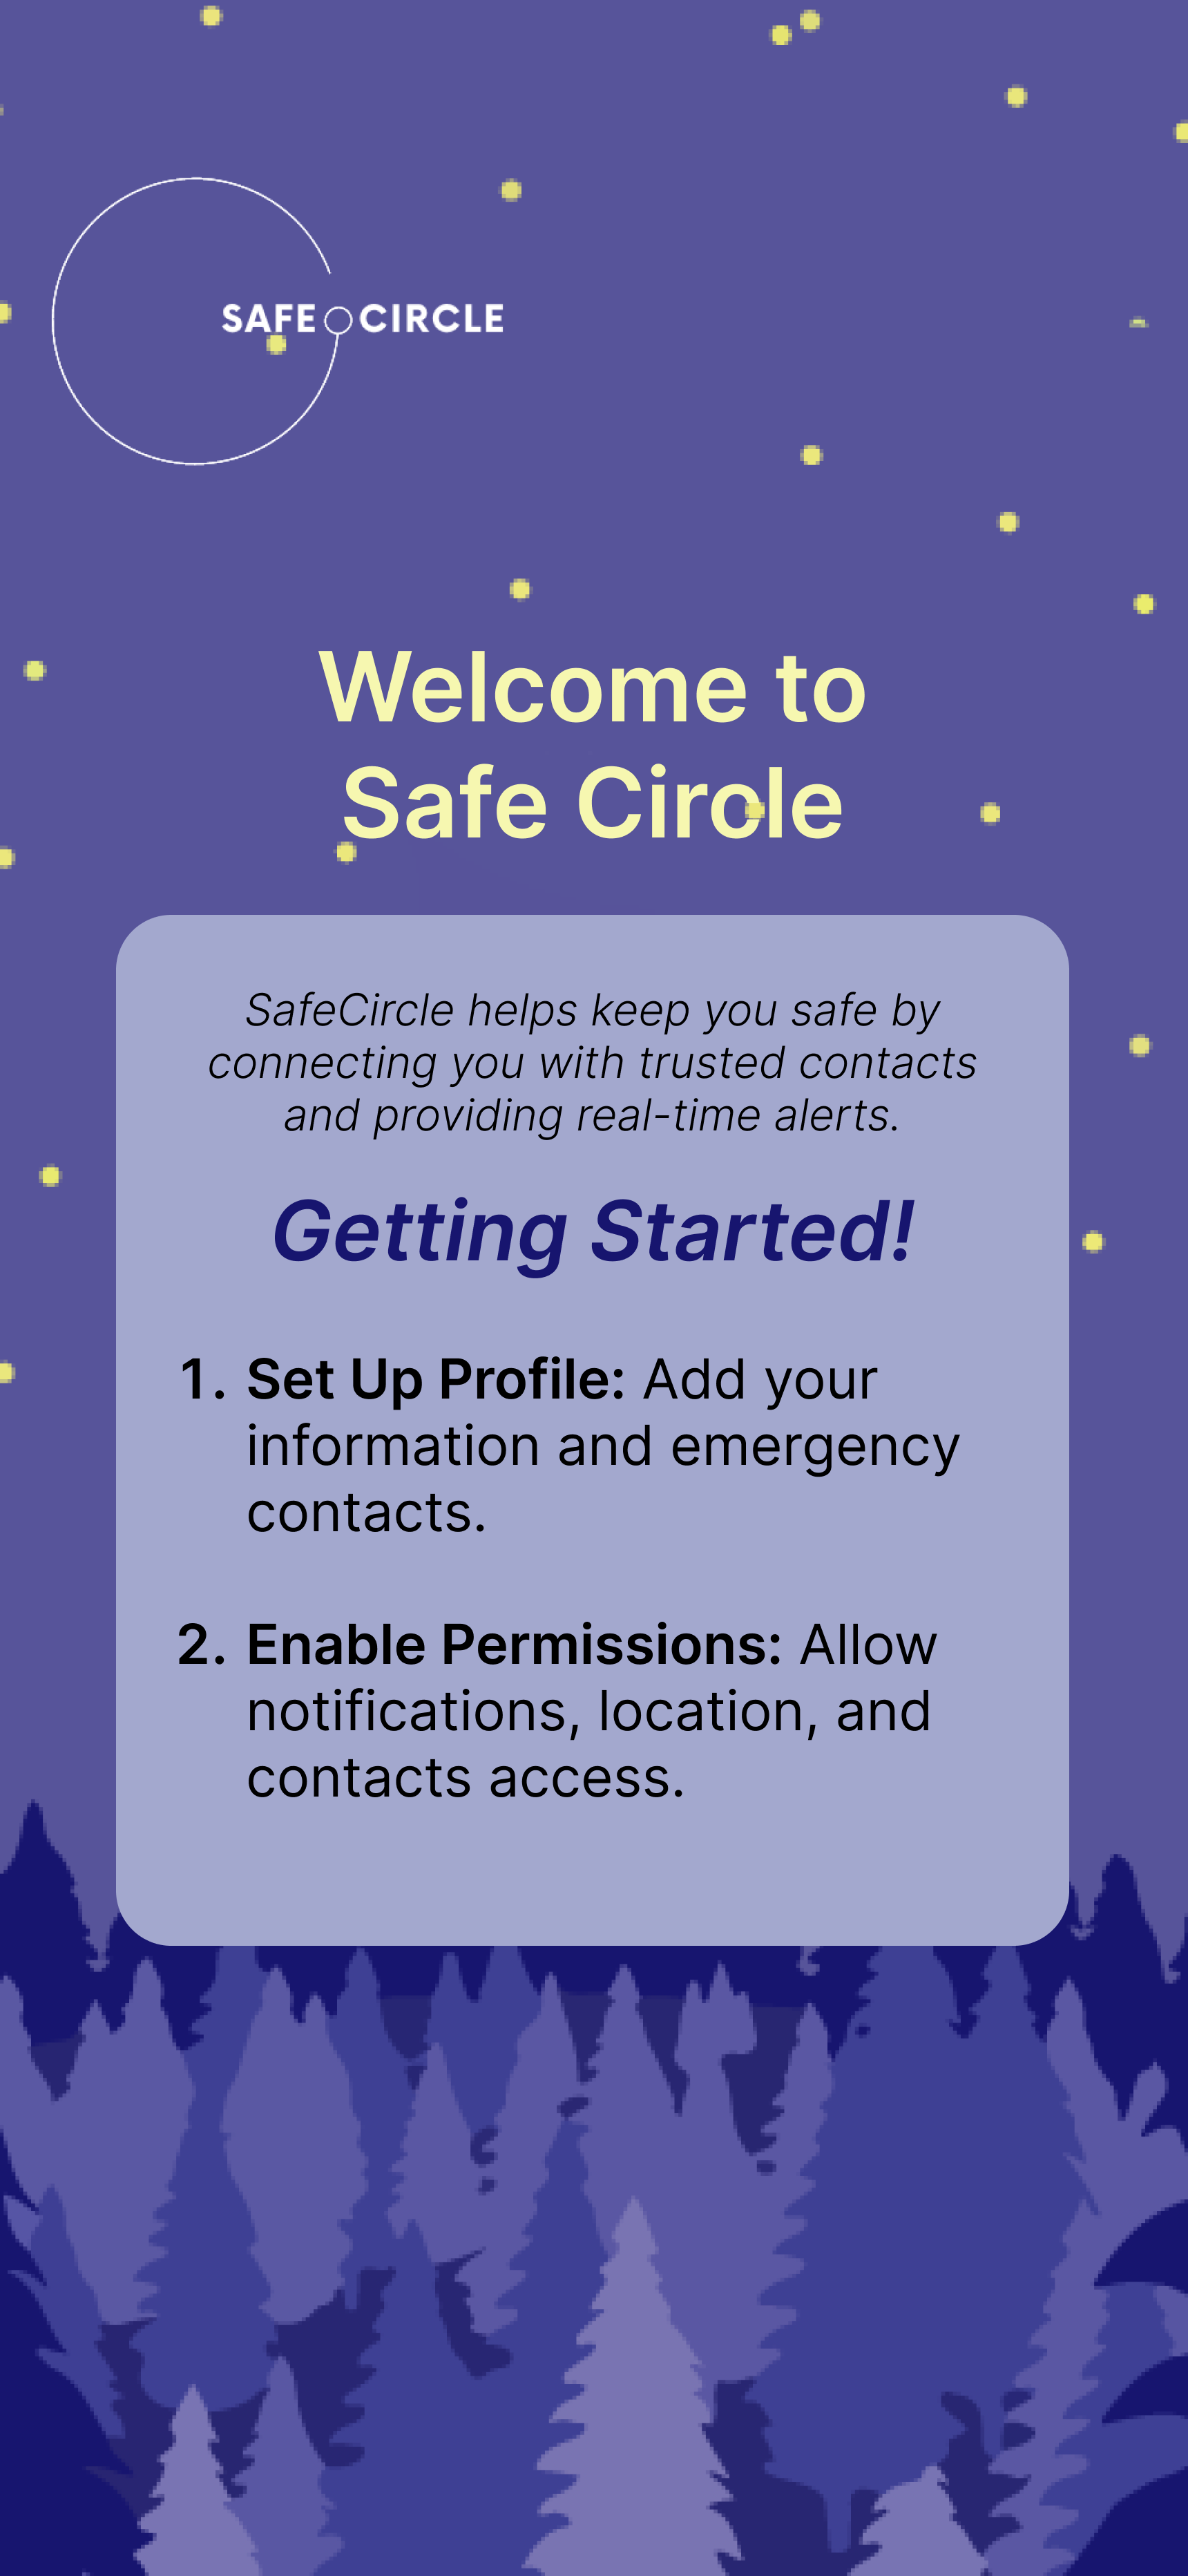 SAFE CIRCLE
Welcome to
Safe Circle
SafeCircle helps keep you safe by
connecting you with trusted contacts
and providing real-time alerts.
Getting Started!
1. Set Up Profile: Add your
information and emergency
contacts.
2. Enable Permissions: Allow
notifications, location, and
contacts access.